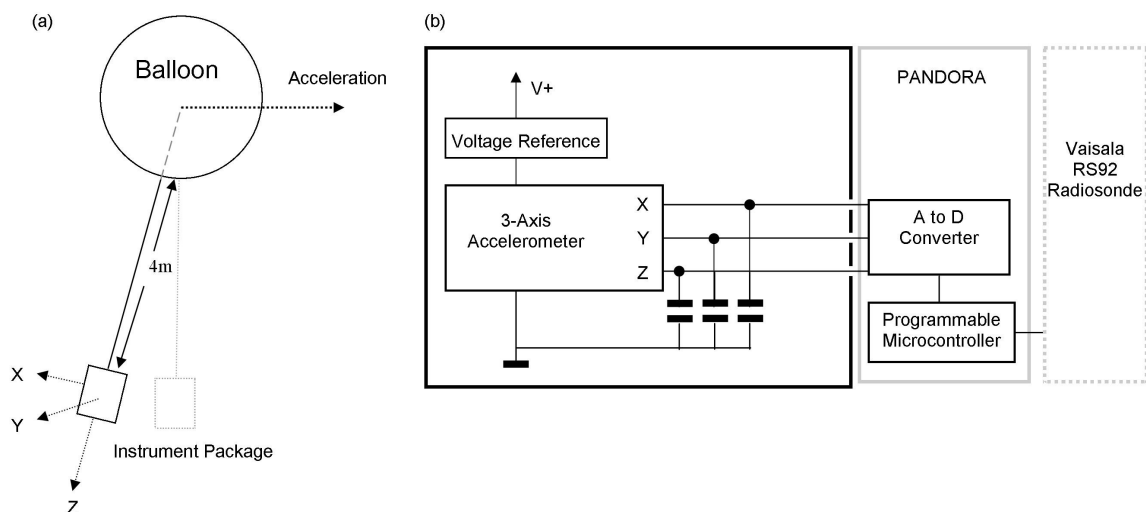 (a)
Balloon
Acceleration
4m
X
Y
Z
Instrument Package
(b)
V+
Voltage Reference
3-Axis
Accelerometer
X
Y
Z
PANDORA
A to D
Converter
Programmable
Microcontroller
Vaisala
RS92
Radiosonde